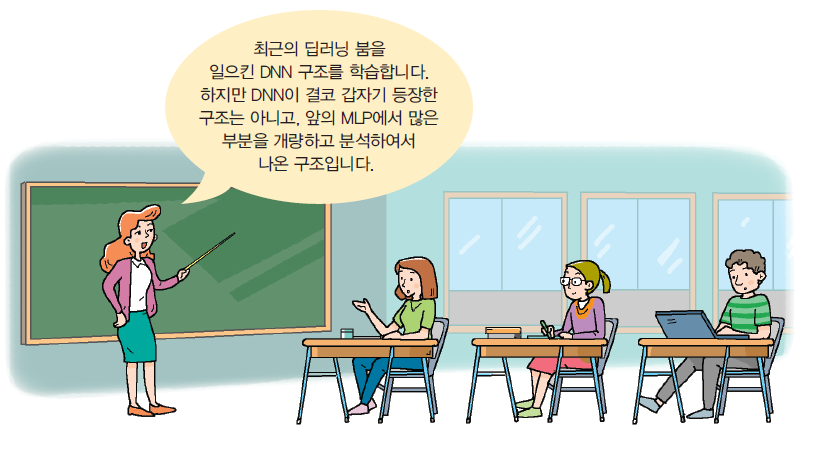 최근의 딥러닝 붐을
일으킨 DNN 구조를 학습합니다.
하지만 DNN이 결코 갑자기 등장한
구조는 아니고, 앞의 MLP에서 많은
부분을 개량하고 분석하여서
나온 구조입니다.